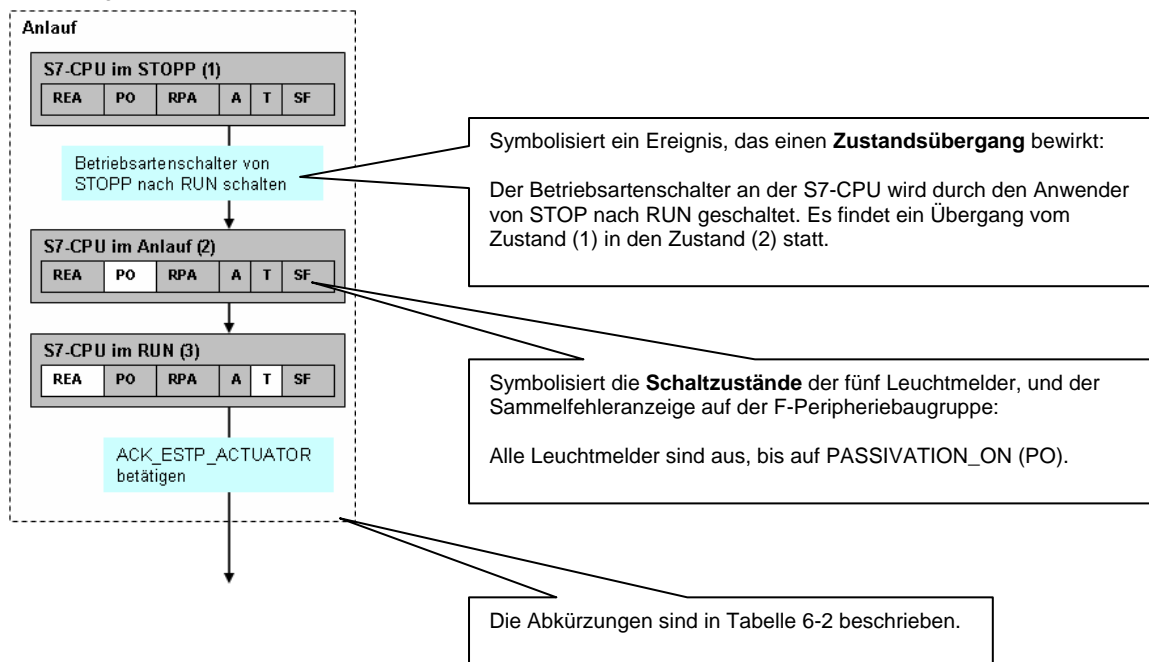 Anlauf
S7-CPU im STOPP (1)
REA PO RPA A T SF
Betriebsartenschalter von
STOPP nach RUN schalten
S7-CPU im Anlauf (2)
REA PO RPA A T SF
S7-CPU im RUN (3)
REA PO RPA A T SF
ACK_ESTP_ACTUATOR
betätigen
Symbolisiert ein Ereignis, das einen Zustandsübergang bewirkt:
Der Betriebsartenschalter an der S7-CPU wird durch den Anwender
von STOP nach RUN geschaltet. Es findet ein Übergang vom
Zustand (1) in den Zustand (2) statt.
Symbolisiert die Schaltzustände der fünf Leuchtmelder, und der
Sammelfehleranzeige auf der F-Peripheriebaugruppe:
Alle Leuchtmelder sind aus, bis auf PASSIVATION_ON (PO).
Die Abkürzungen sind in Tabelle 6-2 beschrieben.